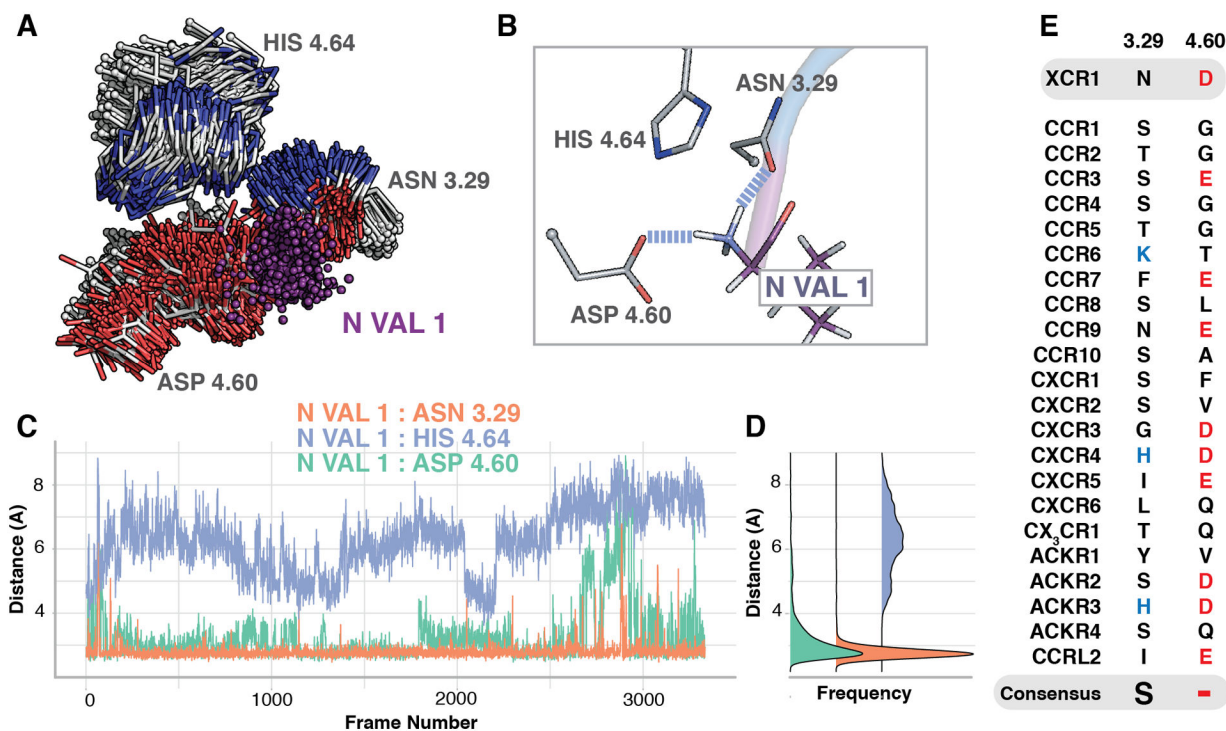 A
HIS 4.64
ASN 3.29
N VAL 1
ASP 4.60
B
ASN 3.29
HIS 4.64
N VAL 1
ASP 4.60
C
N VAL 1 : ASN 3.29
N VAL 1 : HIS 4.64
N VAL 1 : ASP 4.60
Distance (A)
8
6
4
0 1000 2000 3000
Frame Number
D
Distance (A)
8
6
4
Frequency
E
3.29 4.60
XCR1 N D
CCR1 S G
CCR2 T G
CCR3 S E
CCR4 S G
CCR5 T G
CCR6 K T
CCR7 F E
CCR8 S L
CCR9 N E
CCR10 S A
CXCR1 S F
CXCR2 S V
CXCR3 G D
CXCR4 H D
CXCR5 I E
CXCR6 L Q
CX₃CR1 T Q
ACKR1 Y V
ACKR2 S D
ACKR3 H D
ACKR4 S Q
CCRL2 I E
Consensus S -